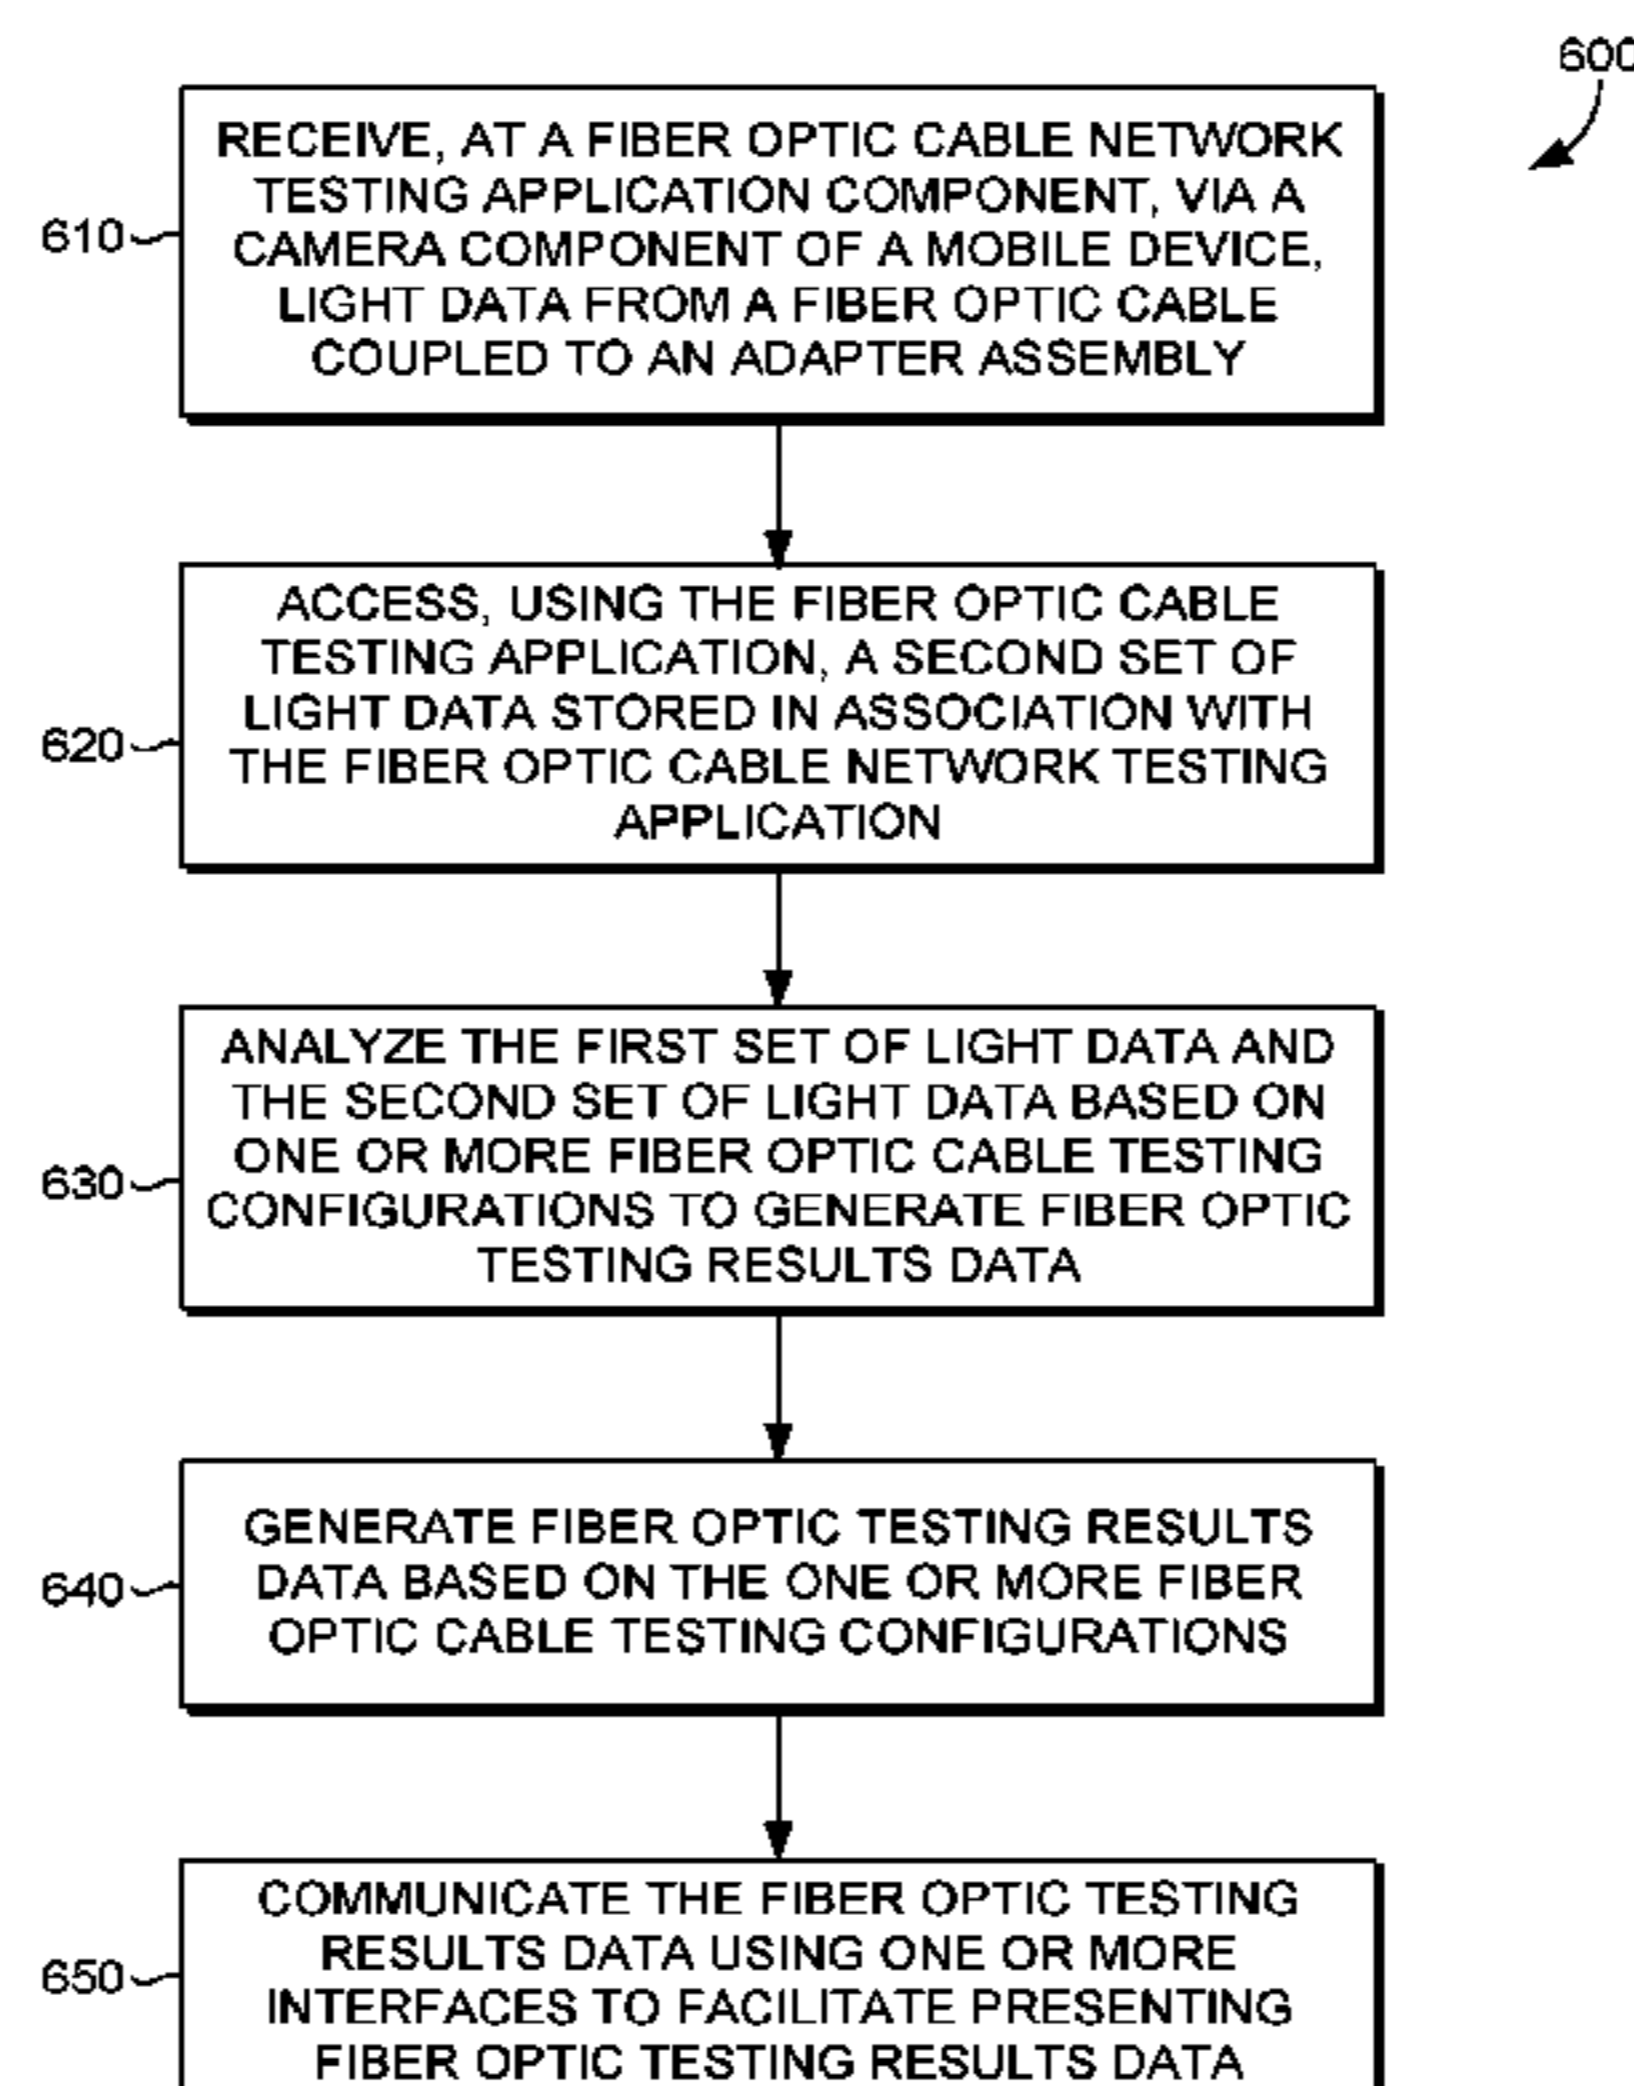 600
RECEIVE, AT A FIBER OPTIC CABLE NETWORK
TESTING APPLICATION COMPONENT, VIA A
CAMERA COMPONENT OF A MOBILE DEVICE,
LIGHT DATA FROM A FIBER OPTIC CABLE
COUPLED TO AN ADAPTER ASSEMBLY
610
ACCESS, USING THE FIBER OPTIC CABLE
TESTING APPLICATION, A SECOND SET OF
LIGHT DATA STORED IN ASSOCIATION WITH
THE FIBER OPTIC CABLE NETWORK TESTING
APPLICATION
620
ANALYZE THE FIRST SET OF LIGHT DATA AND
THE SECOND SET OF LIGHT DATA BASED ON
ONE OR MORE FIBER OPTIC CABLE TESTING
CONFIGURATIONS TO GENERATE FIBER OPTIC
TESTING RESULTS DATA
630
GENERATE FIBER OPTIC TESTING RESULTS
DATA BASED ON THE ONE OR MORE FIBER
OPTIC CABLE TESTING CONFIGURATIONS
640
COMMUNICATE THE FIBER OPTIC TESTING
RESULTS DATA USING ONE OR MORE
INTERFACES TO FACILITATE PRESENTING
FIBER OPTIC TESTING RESULTS DATA
650